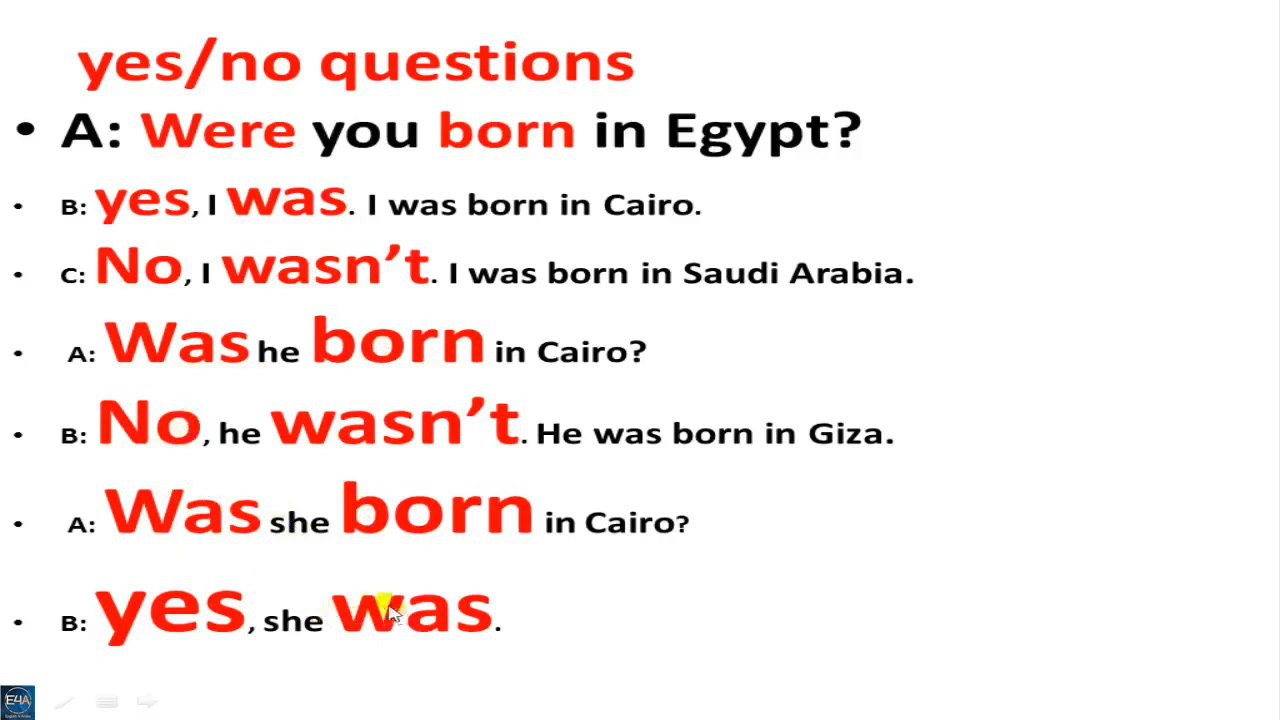 yes/no questions
• A: Were you born in Egypt?
• B: yes, I was. I was born in Cairo.
• C: No, I wasn’t. I was born in Saudi Arabia.
• A: Was he born in Cairo?
• B: No, he wasn’t. He was born in Giza.
• A: Was she born in Cairo?
• B: yes, she was.
E4A